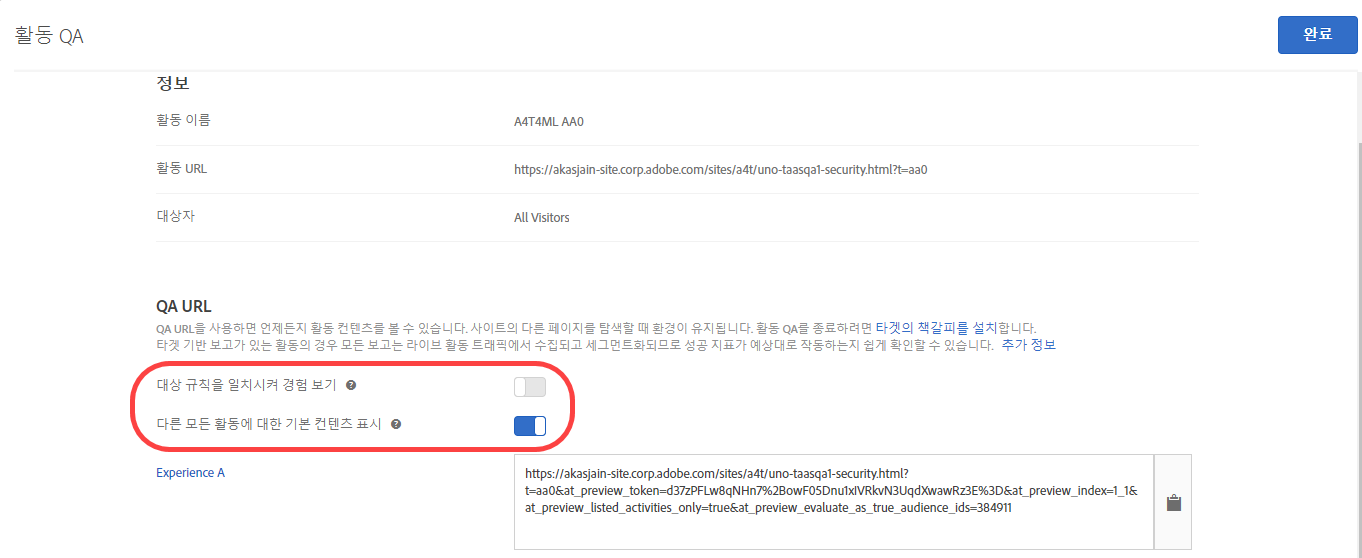 활동 QA
완료
정보
활동 이름 A4T4ML AA0
활동 URL https://akasjain-site.corp.adobe.com/sites/a4t/uno-taasqa1-security.html?t=aa0
대상자 All Visitors
QA URL
QA URL을 사용하면 언제든지 활동 컨텐츠를 볼 수 있습니다. 사이트의 다른 페이지를 탐색할 때 환경이 유지됩니다. 활동 QA를 종료하려면 타겟의 책갈피를 설치합니다.
타겟 기반 보고가 있는 활동의 경우 모든 보고는 라이브 활동 트래픽에서 수집되고 세그먼트화되므로 성공 지표가 예상대로 작동하는지 쉽게 확인할 수 있습니다. 추가 정보
대상 규칙을 일치시켜 경험 보기 ?
다른 모든 활동에 대한 기본 컨텐츠 표시 ?
Experience A
https://akasjain-site.corp.adobe.com/sites/a4t/uno-taasqa1-security.html?
t=aa0&at_preview_token=d37zPFLw8qNHn7%2BowF05Dnu1xIVRkvN3UqdXwawRz3E%3D&at_preview_index=1_1&
at_preview_listed_activities_only=true&at_preview_evaluate_as_true_audience_ids=384911